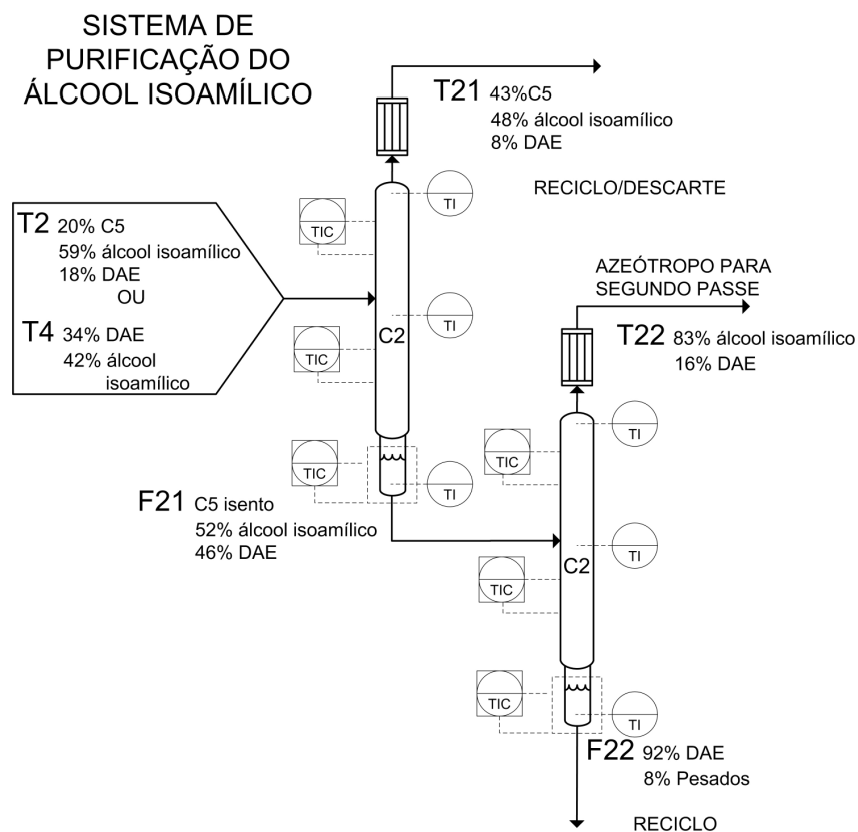 SISTEMA DE
PURIFICAÇÃO DO
ÁLCOOL ISOAMÍLICO
T21 43%C5
48% álcool isoamílico
8% DAE
RECICLO/DESCARTE
TIC
TI
T2 20% C5
59% álcool isoamílico
18% DAE
OU
T4 34% DAE
42% álcool
isoamílico
AZEÓTROPO PARA
SEGUNDO PASSE
T22 83% álcool isoamílico
16% DAE
TI
C2
TIC
TIC
TI
F21 C5 isento
52% álcool isoamílico
46% DAE
TI
TIC
TI
C2
TIC
TIC
TI
F22 92% DAE
8% Pesados
RECICLO